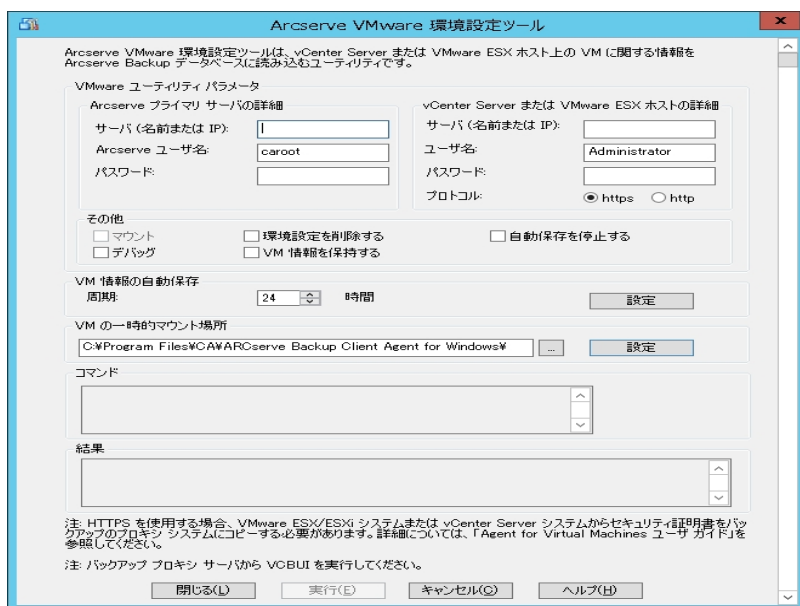 Arcserve VMware 環境設定ツール
x
Arcserve VMware 環境設定ツールは、vCenter Server または VMware ESX ホスト上の VM に関する情報を
Arcserve Backup データベースに読み込むユーティリティです。
VMware ユーティリティ パラメータ
Arcserve プライマリ サーバの詳細
サーバ (名前または IP):
Arcserve ユーザ名:
caroot
パスワード:
vCenter Server または VMware ESX ホストの詳細
サーバ (名前または IP):
ユーザ名:
Administrator
パスワード:
プロトコル:
https
http
その他
マウント
環境設定を削除する
自動保存を停止する
デバッグ
VM 情報を保持する
VM 情報の自動保存
周期:
24
時間
設定
VM の一時的マウント場所
C:¥Program Files¥CA¥ARCserve Backup Client Agent for Windows¥
...
設定
コマンド
結果
注: HTTPS を使用する場合、VMware ESX/ESXi システムまたは vCenter Server システムからセキュリティ証明書をバッ
クアップのプロキシ システムにコピーする必要があります。詳細については、「Agent for Virtual Machines ユーザ ガイド」を
参照してください。
注: バックアップ プロキシ サーバから VCBUI を実行してください。
閉じる(L)
実行(E)
キャンセル(C)
ヘルプ(H)